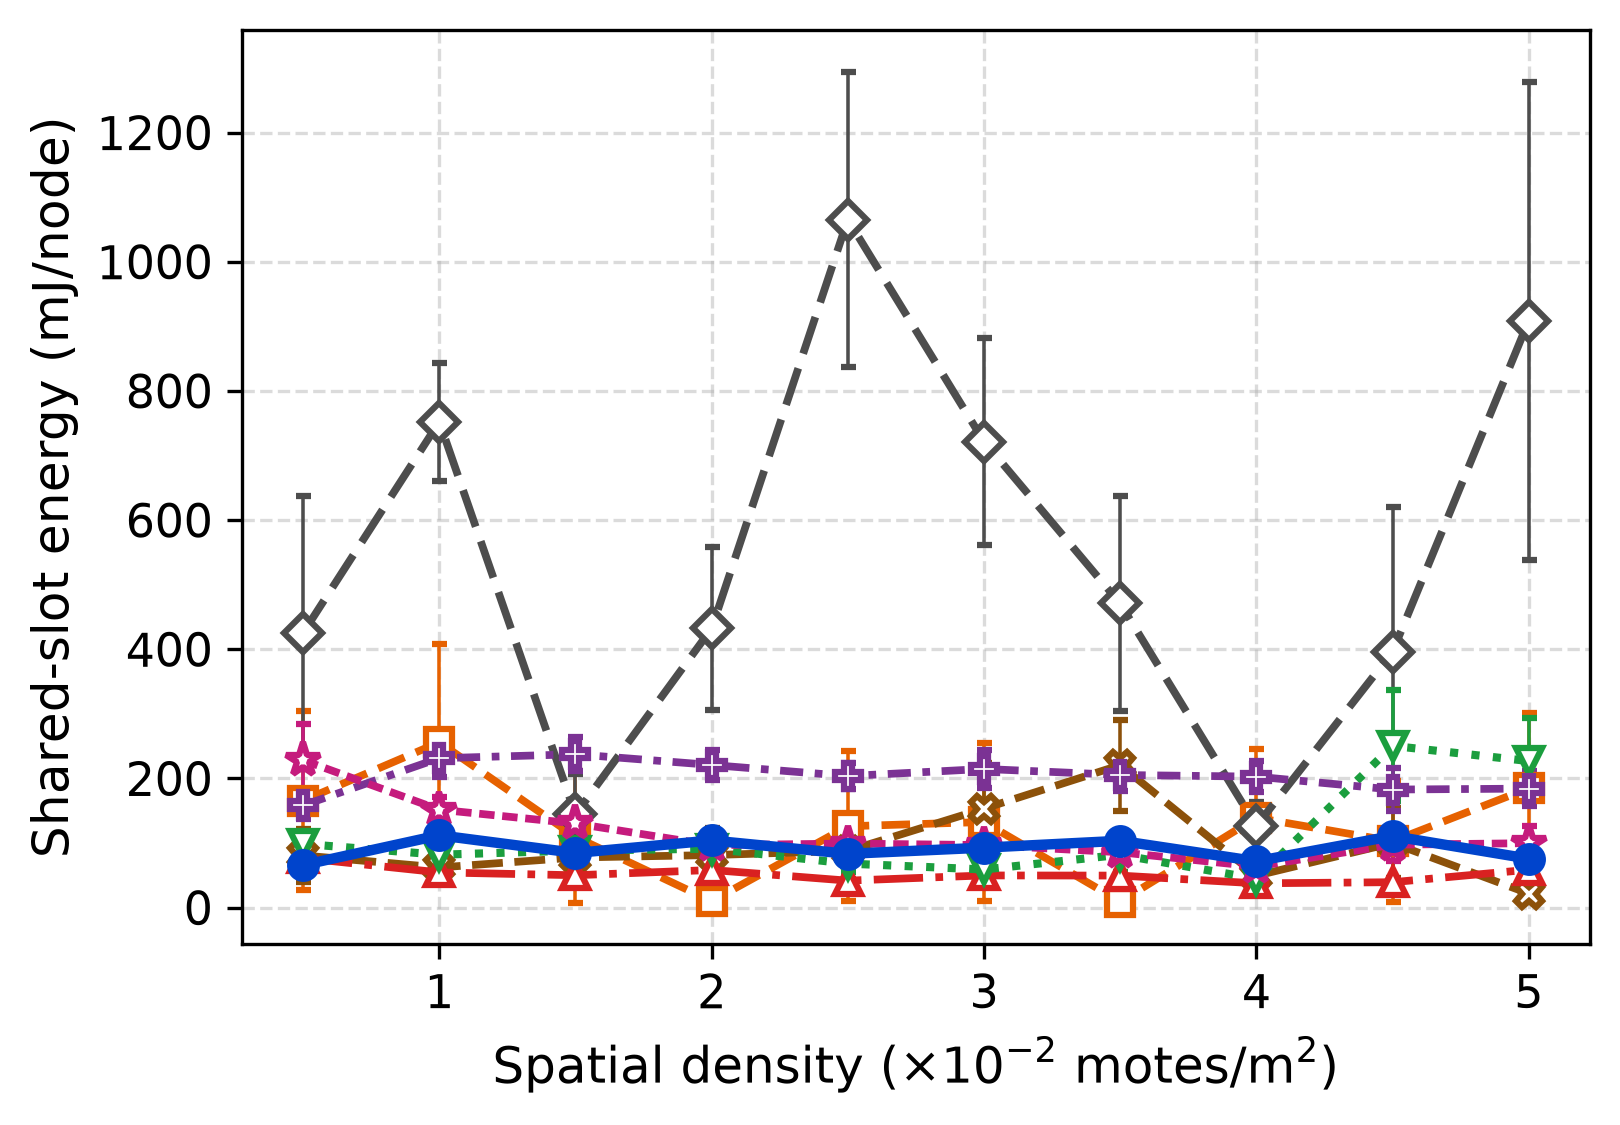 Shared-slot energy (mJ/node)
1200
1000
800
600
400
200
0
1 2 3 4 5
Spatial density (×10⁻² motes/m²)